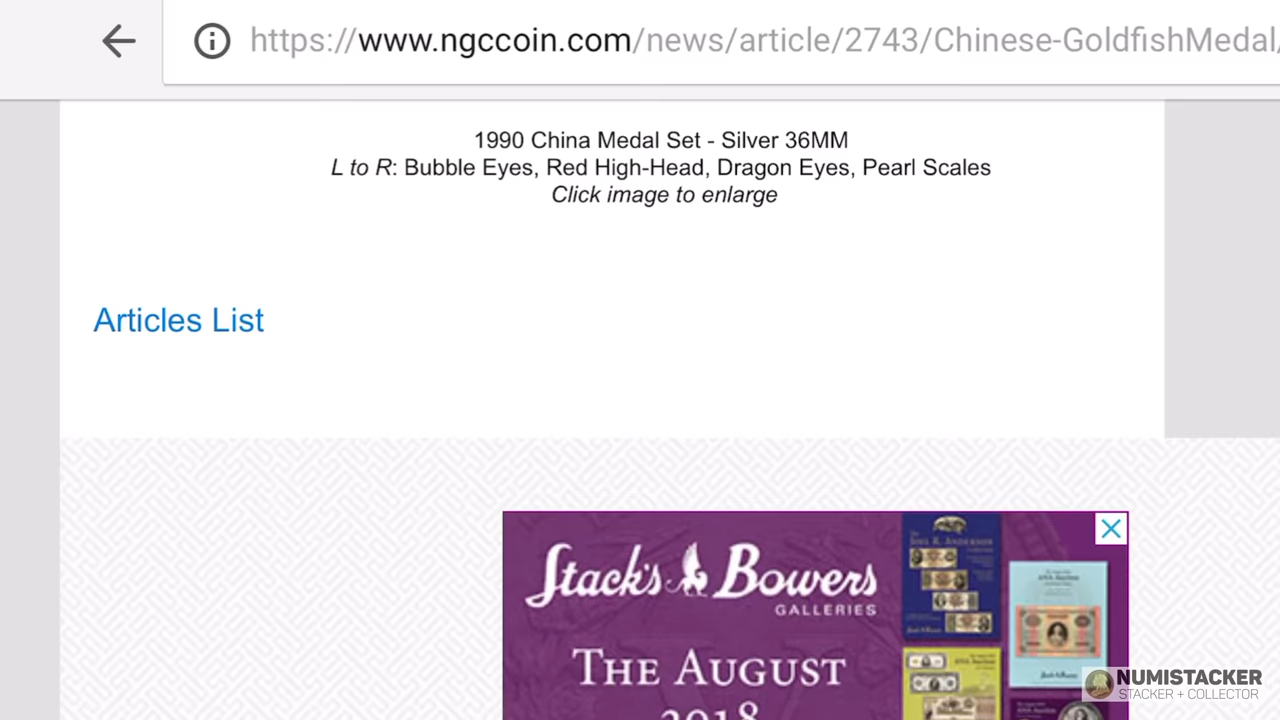 https://www.ngccoin.com/news/article/2743/Chinese-GoldfishMedal/
1990 China Medal Set - Silver 36MM
L to R: Bubble Eyes, Red High-Head, Dragon Eyes, Pearl Scales
Click image to enlarge
Articles List
Stack's Bowers
GALLERIES
THE AUGUST
2018
NUMISTACKER
STACKER + COLLECTOR